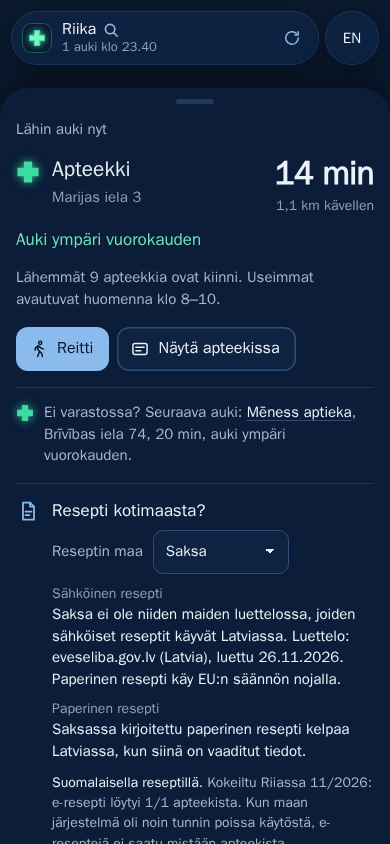 Riika
1 auki klo 23.40
EN
Lähin auki nyt
Apteekki
14 min
Marijas iela 3
1,1 km kävellen
Auki ympäri vuorokauden
Lähemmät 9 apteekkia ovat kiinni. Useimmat
avautuvat huomenna klo 8–10.
Reitti
Näytä apteekissa
Ei varastossa? Seuraava auki: Mēness aptieka,
Brīvības iela 74, 20 min, auki ympäri
vuorokauden.
Resepti kotimaasta?
Reseptin maa
Saksa
Sähköinen resepti
Saksa ei ole niiden maiden luettelossa, joiden
sähköiset reseptit käyvät Latviassa. Luettelo:
eveseliba.gov.lv (Latvia), luettu 26.11.2026.
Paperinen resepti käy EU:n säännön nojalla.
Paperinen resepti
Saksassa kirjoitettu paperinen resepti kelpaa
Latviassa, kun siinä on vaaditut tiedot.
Suomalaisella reseptillä. Kokeiltu Riiassa 11/2026:
e-resepti löytyi 1/1 apteekista. Kun maan
järjestelmä oli noin tunnin poissa käytöstä, e-
reseptejä ei saatu mistään apteekista